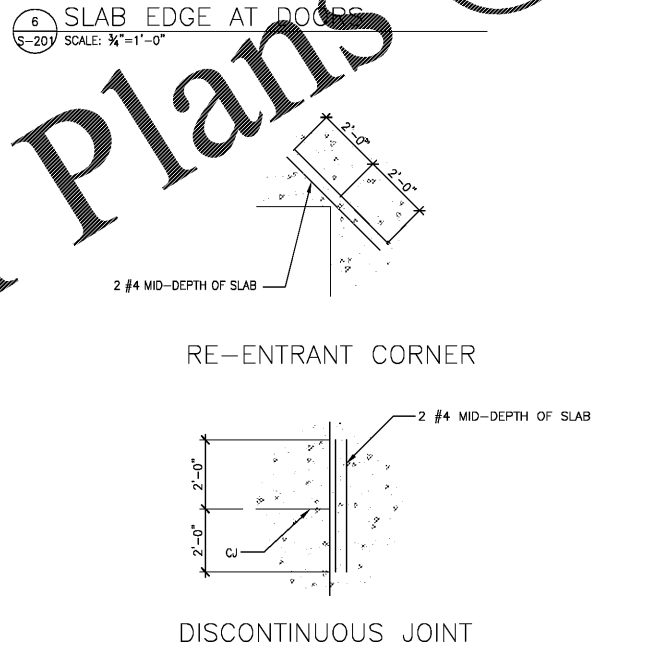 6
S-201
SLAB EDGE AT DOORS
SCALE: ¾"=1'-0"
Plans
2'-0"
2'-0"
2 #4 MID-DEPTH OF SLAB
RE-ENTRANT CORNER
2 #4 MID-DEPTH OF SLAB
2'-0"
2'-0"
CJ
DISCONTINUOUS JOINT